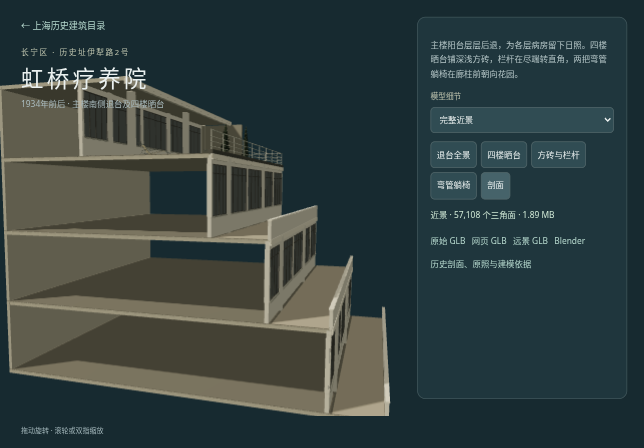 ← 上海历史建筑目录
长宁区 · 历史址伊犁路2号
虹桥疗养院
1934年前后 · 主楼南侧退台及四楼晒台
主楼阳台层层后退，为各层病房留下日照。四楼
晒台铺深浅方砖，栏杆在尽端转直角，两把弯管
躺椅在廊柱前朝向花园。
模型细节
完整近景
退台全景 四楼晒台 方砖与栏杆
弯管躺椅 剖面
近景 · 57,108 个三角面 · 1.89 MB
原始 GLB 网页 GLB 远景 GLB Blender
历史剖面、原照与建模依据
拖动旋转 · 滚轮或双指缩放